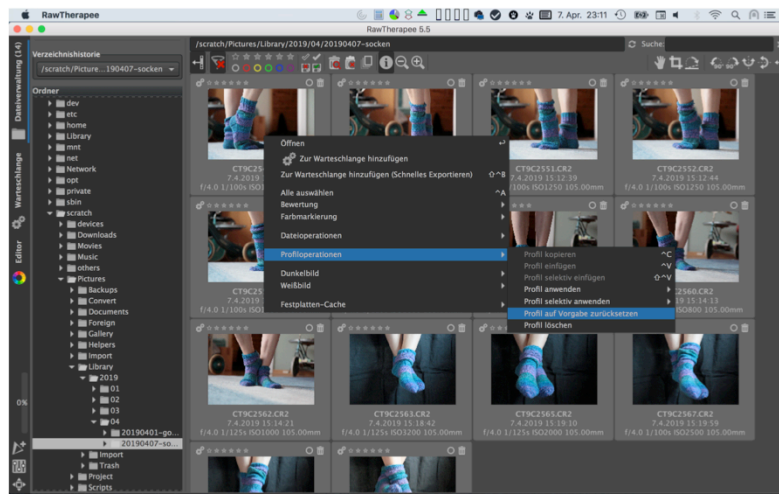 RawTherapee
7. Apr. 23:11
RawTherapee 5.5
Dateiverwaltung (14)
Warteschlange
Editor
0%
Verzeichnishistorie
/scratch/Picture...190407-socken
Ordner
dev
etc
home
Library
mnt
net
Network
opt
private
sbin
scratch
devices
Downloads
Movies
Music
others
Pictures
Backups
Convert
Documents
Foreign
Gallery
Helpers
Import
Library
2019
01
02
03
04
20190401-go...
20190407-so...
Import
Trash
Project
Scripts
/scratch/Pictures/Library/2019/04/20190407-socken
Suche:
CT9C2551.CR2
7.4.2019 15:12:39
/100s ISO1250 105.00mm
CT9C2552.CR2
7.4.2019 15:12:44
f/4.0 1/100s ISO1250 105.00mm
Öffnen
Zur Warteschlange hinzufügen
Zur Warteschlange hinzufügen (Schnelles Exportieren) ⇧^B
Alle auswählen ^A
Bewertung
Farbmarkierung
Dateioperationen
Profiloperationen
Dunkelbild
Weißbild
Festplatten-Cache
Profil kopieren ^C
Profil einfügen ^V
Profil selektiv einfügen ⇧^V
Profil anwenden
Profil selektiv anwenden
Profil auf Vorgabe zurücksetzen
Profil löschen
CT9C2562.CR2
7.4.2019 15:14:21
f/4.0 1/125s ISO1000 105.00mm
CT9C2563.CR2
7.4.2019 15:18:42
f/4.0 1/125s ISO3200 105.00mm
CT9C2565.CR2
7.4.2019 15:19:10
f/4.0 1/125s ISO2000 105.00mm
CT9C2567.CR2
7.4.2019 15:19:59
f/4.0 1/100s ISO2500 105.00mm